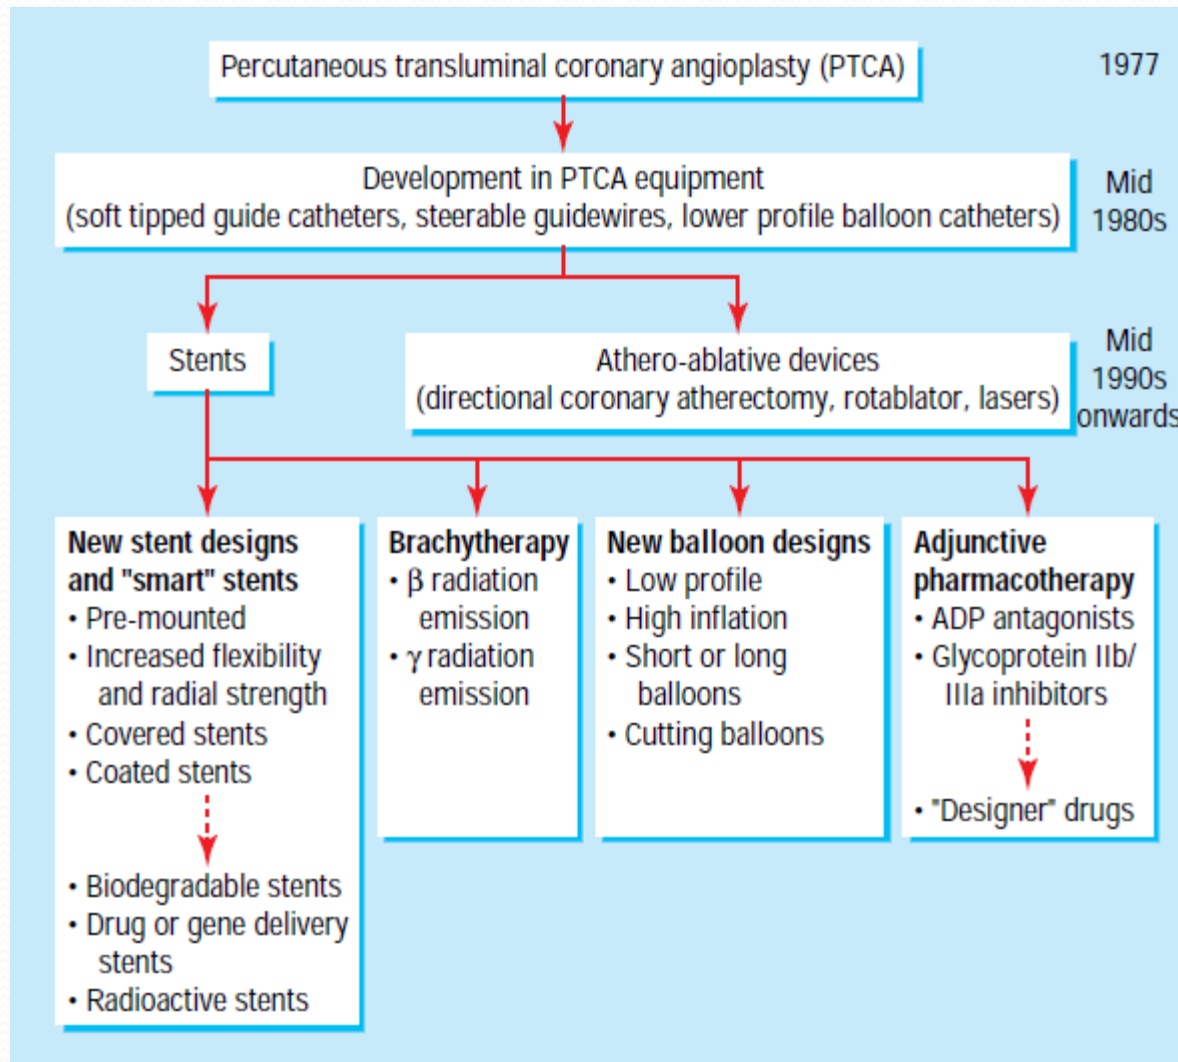 Percutaneous transluminal coronary angioplasty (PTCA)
1977
Development in PTCA equipment
(soft tipped guide catheters, steerable guidewires, lower profile balloon catheters)
Mid
1980s
Stents
Athero-ablative devices
(directional coronary atherectomy, rotablator, lasers)
Mid
1990s
onwards
New stent designs
and "smart" stents
• Pre-mounted
• Increased flexibility
and radial strength
• Covered stents
• Coated stents
• Biodegradable stents
• Drug or gene delivery
stents
• Radioactive stents
Brachytherapy
• β radiation
emission
• γ radiation
emission
New balloon designs
• Low profile
• High inflation
• Short or long
balloons
• Cutting balloons
Adjunctive
pharmacotherapy
• ADP antagonists
• Glycoprotein IIb/
IIIa inhibitors
• "Designer" drugs